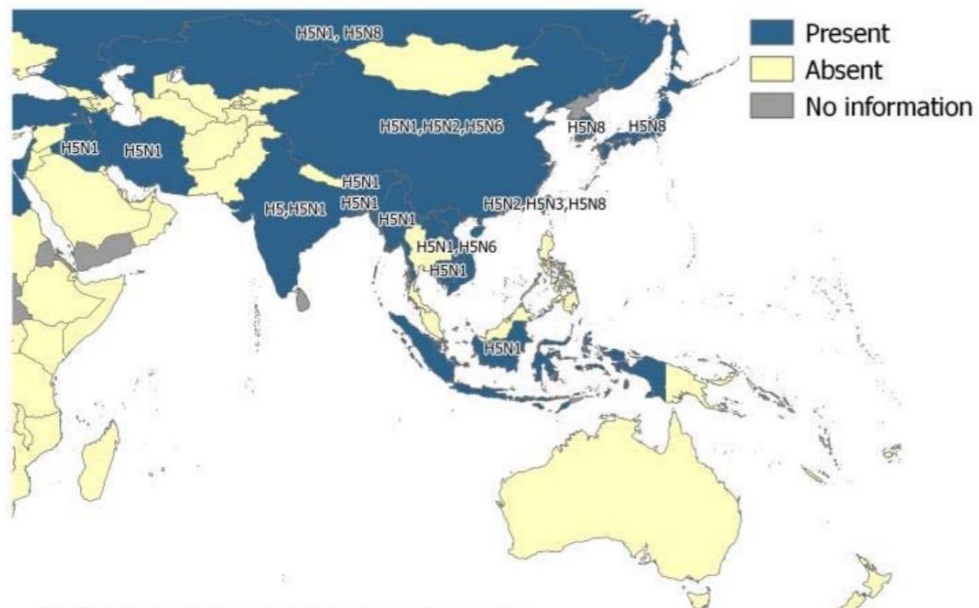 H5N1, H5N8
Present
Absent
No information
H5N1,H5N2,H5N6
H5N8
H5N8
H5N1
H5N1
H5N1
H5N1
H5,H5N1
H5N2,H5N3,H5N8
H5N1
H5N1,H5N6
H5N1
H5N1